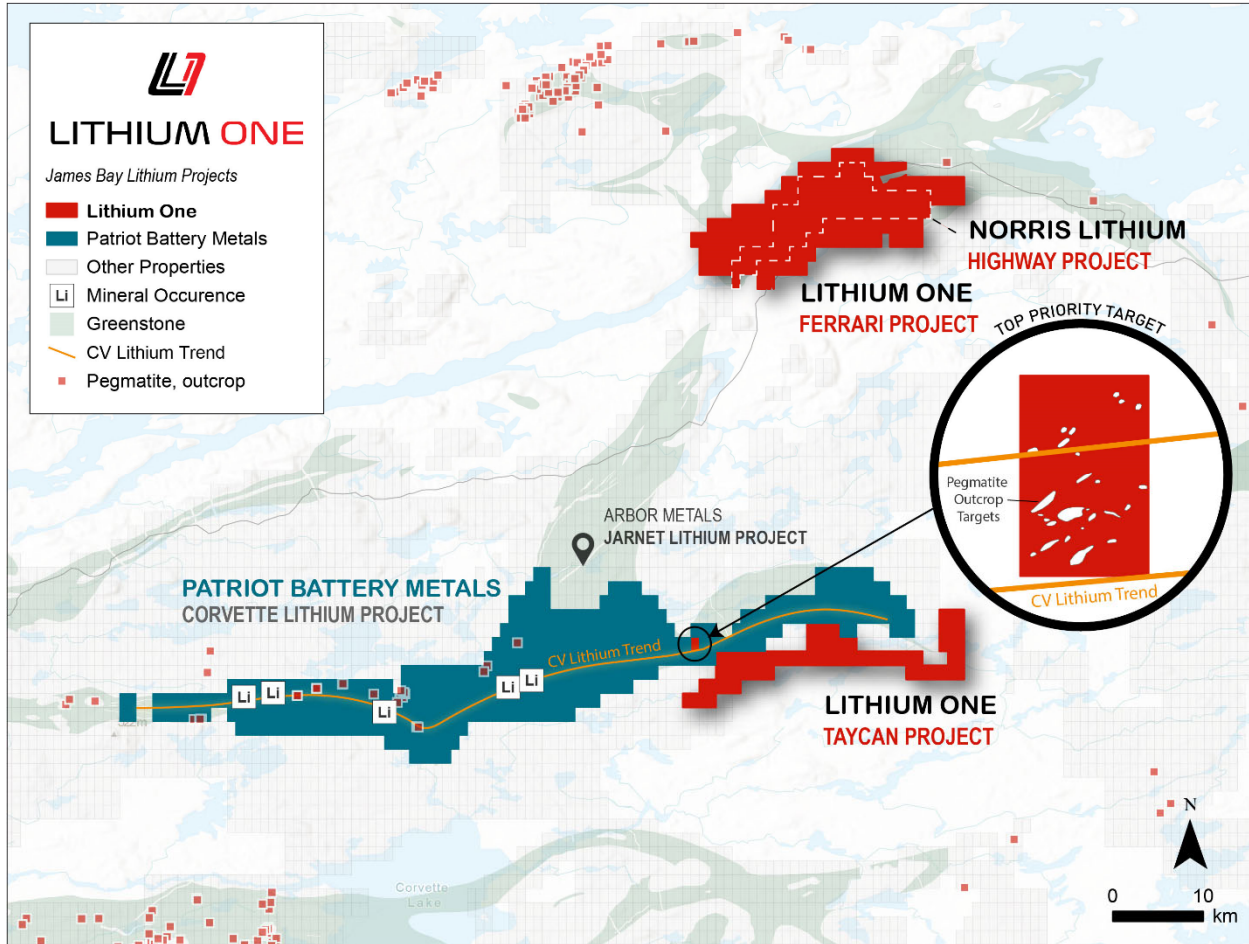 LITHIUM ONE
James Bay Lithium Projects
Lithium One
Patriot Battery Metals
Other Properties
Li Mineral Occurence
Greenstone
CV Lithium Trend
Pegmatite, outcrop
NORRIS LITHIUM
HIGHWAY PROJECT
LITHIUM ONE
FERRARI PROJECT
TOP PRIORITY TARGET
Pegmatite
Outcrop
Targets
CV Lithium Trend
ARBOR METALS
JARNET LITHIUM PROJECT
PATRIOT BATTERY METALS
CORVETTE LITHIUM PROJECT
CV Lithium Trend
Li
Li
Li
Li
Li
LITHIUM ONE
TAYCAN PROJECT
Corvette
Lake
N
0 10
km